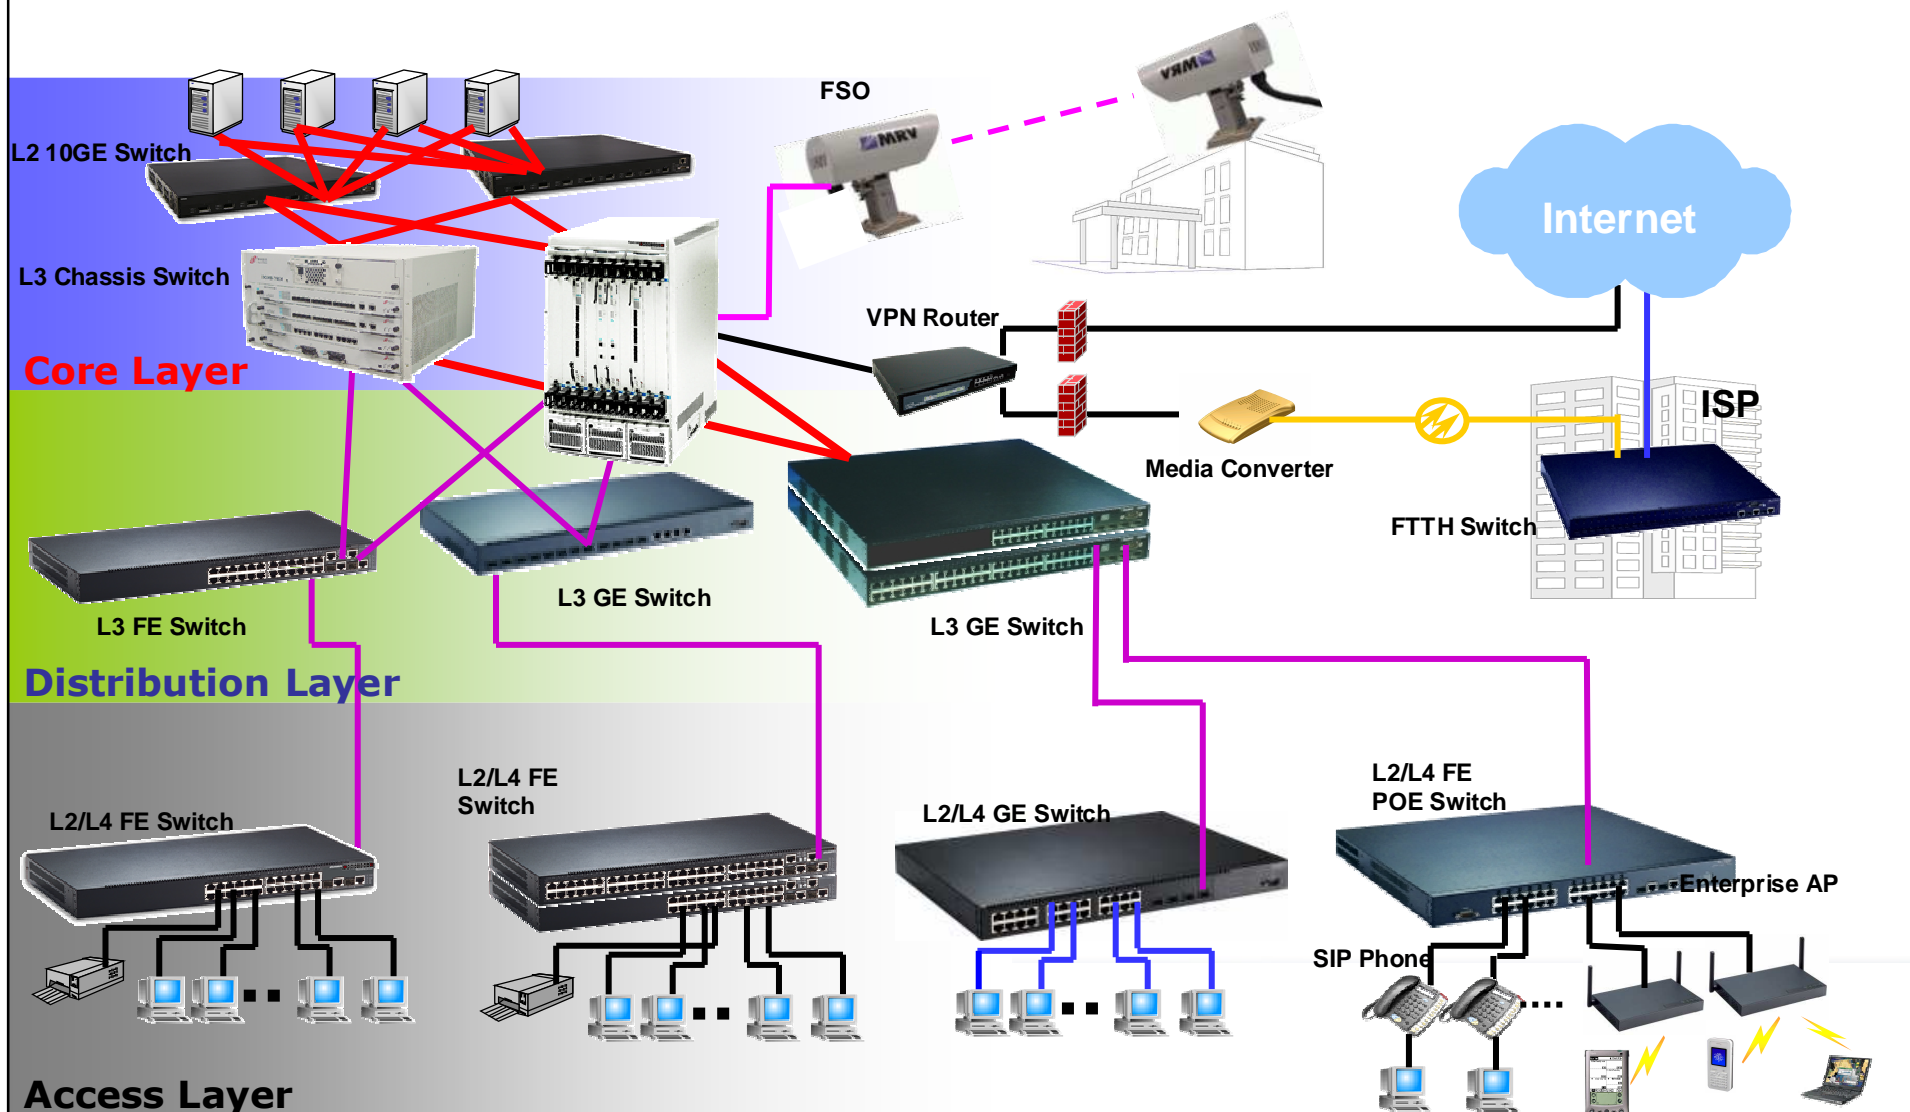 FSO
MRV
MRV
L2 10GE Switch
Internet
L3 Chassis Switch
VPN Router
Core Layer
ISP
Media Converter
FTTH Switch
L3 GE Switch
L3 FE Switch
L3 GE Switch
Distribution Layer
L2/L4 FE
Switch
L2/L4 FE
POE Switch
L2/L4 FE Switch
L2/L4 GE Switch
Enterprise AP
SIP Phone
Access Layer